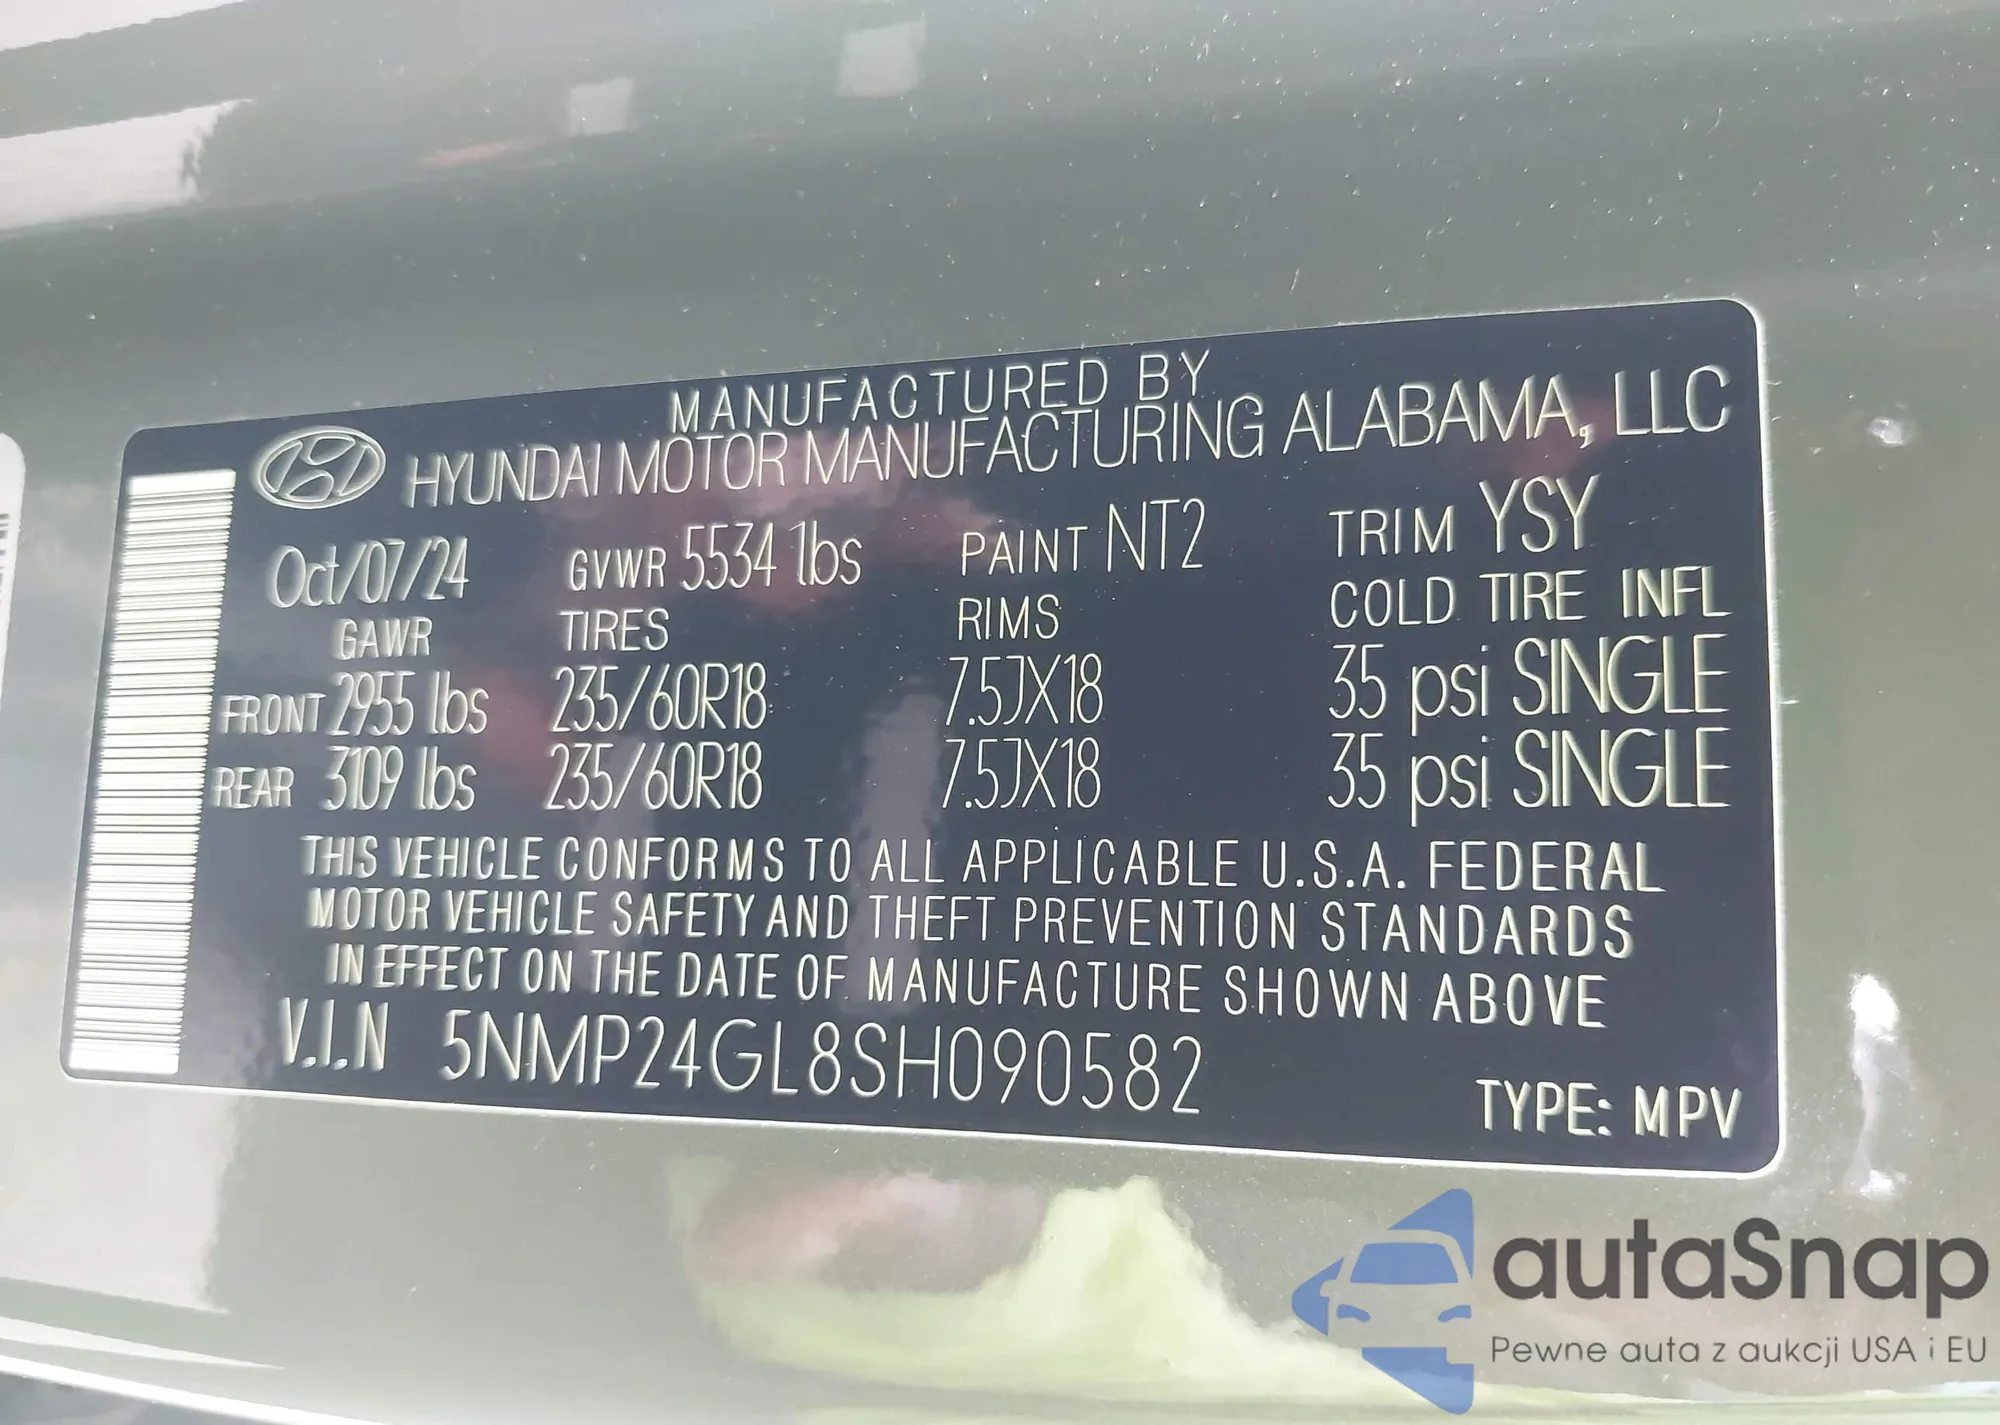 MANUFACTURED BY
HYUNDAI MOTOR MANUFACTURING ALABAMA, LLC
Oct/07/24 GVWR 5534 lbs PAINT NT2 TRIM YSY
GAWR TIRES RIMS COLD TIRE INFL
FRONT 2955 lbs 235/60R18 7.5JX18 35 psi SINGLE
REAR 3109 lbs 235/60R18 7.5JX18 35 psi SINGLE
THIS VEHICLE CONFORMS TO ALL APPLICABLE U.S.A. FEDERAL
MOTOR VEHICLE SAFETY AND THEFT PREVENTION STANDARDS
IN EFFECT ON THE DATE OF MANUFACTURE SHOWN ABOVE
V.I.N 5NMP24GL8SH090582
TYPE: MPV
autaSnap
Pewne auta z aukcji USA i EU